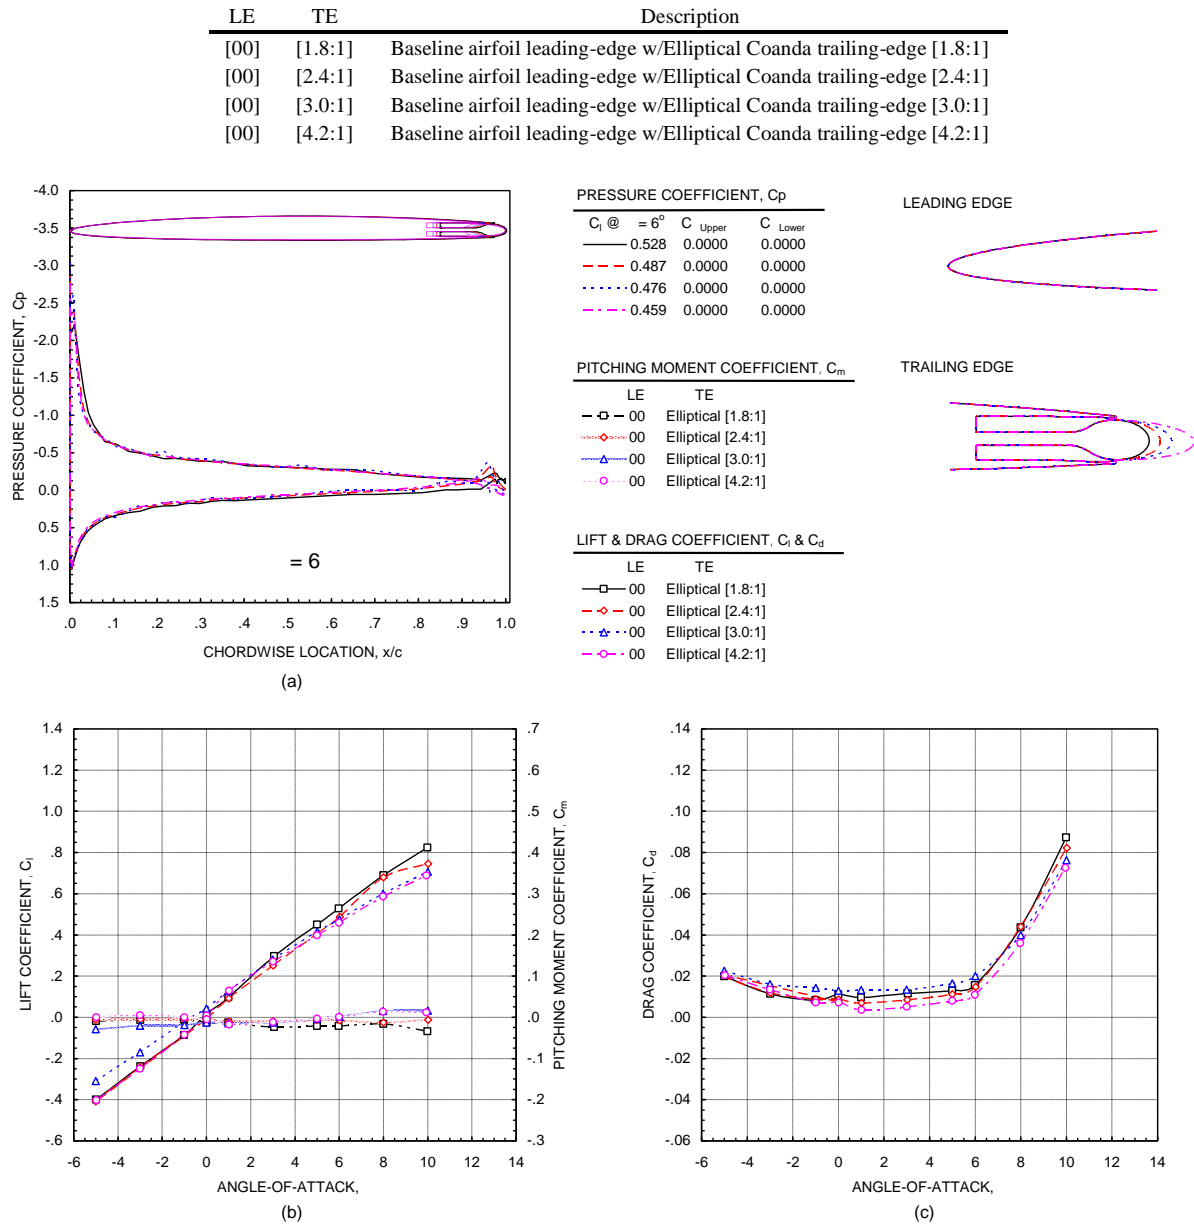 LE TE Description
[00] [1.8:1] Baseline airfoil leading-edge w/Elliptical Coanda trailing-edge [1.8:1]
[00] [2.4:1] Baseline airfoil leading-edge w/Elliptical Coanda trailing-edge [2.4:1]
[00] [3.0:1] Baseline airfoil leading-edge w/Elliptical Coanda trailing-edge [3.0:1]
[00] [4.2:1] Baseline airfoil leading-edge w/Elliptical Coanda trailing-edge [4.2:1]
-4.0
-3.5
-3.0
-2.5
-2.0
-1.5
-1.0
-0.5
0.0
0.5
1.0
1.5
PRESSURE COEFFICIENT, Cp
= 6
.0 .1 .2 .3 .4 .5 .6 .7 .8 .9 1.0
CHORDWISE LOCATION, x/c
(a)
PRESSURE COEFFICIENT, Cp
Cl @ = 6o C Upper C Lower
0.528 0.0000 0.0000
0.487 0.0000 0.0000
0.476 0.0000 0.0000
0.459 0.0000 0.0000
PITCHING MOMENT COEFFICIENT, Cm
LE TE
00 Elliptical [1.8:1]
00 Elliptical [2.4:1]
00 Elliptical [3.0:1]
00 Elliptical [4.2:1]
LIFT & DRAG COEFFICIENT, Cl & Cd
LE TE
00 Elliptical [1.8:1]
00 Elliptical [2.4:1]
00 Elliptical [3.0:1]
00 Elliptical [4.2:1]
LEADING EDGE
TRAILING EDGE
1.4
1.2
1.0
.8
.6
.4
.2
.0
-.2
-.4
-.6
LIFT COEFFICIENT, Cl
.7
.6
.5
.4
.3
.2
.1
.0
-.1
-.2
-.3
PITCHING MOMENT COEFFICIENT, Cm
-6 -4 -2 0 2 4 6 8 10 12 14
ANGLE-OF-ATTACK,
(b)
.14
.12
.10
.08
.06
.04
.02
.00
-.02
-.04
-.06
DRAG COEFFICIENT, Cd
-6 -4 -2 0 2 4 6 8 10 12 14
ANGLE-OF-ATTACK,
(c)